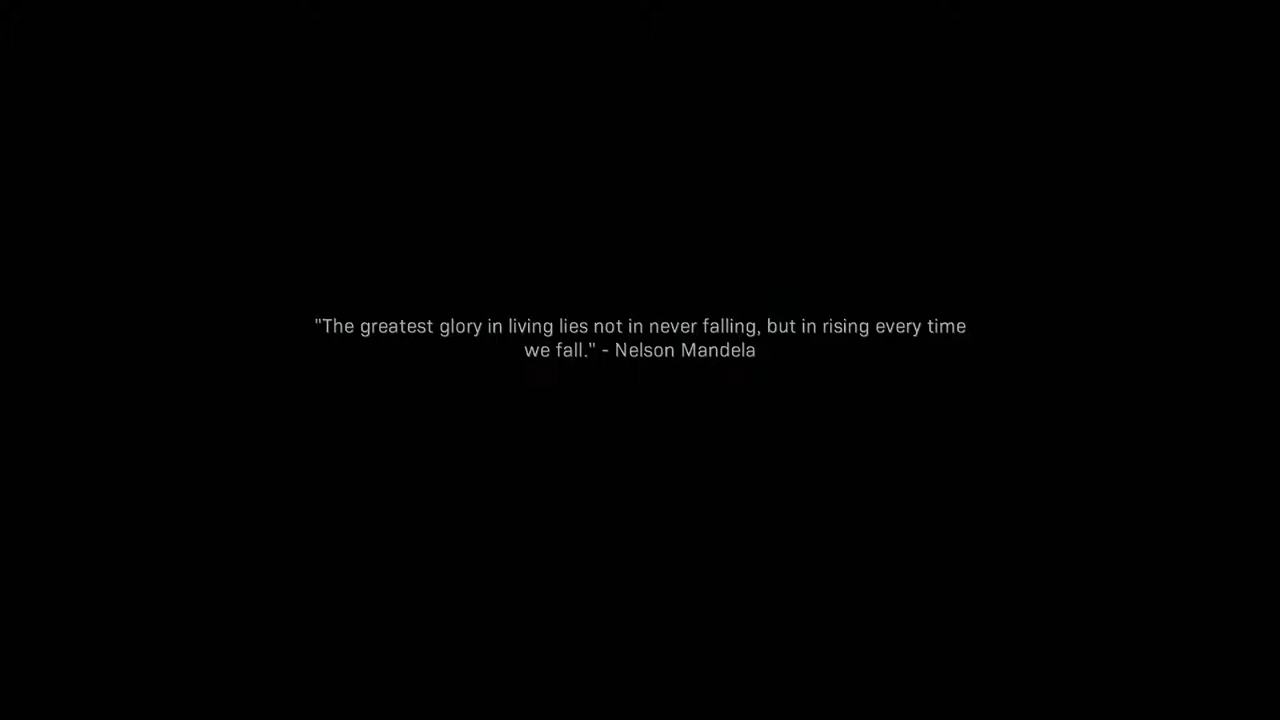 "The greatest glory in living lies not in never falling, but in rising every time
we fall." - Nelson Mandela